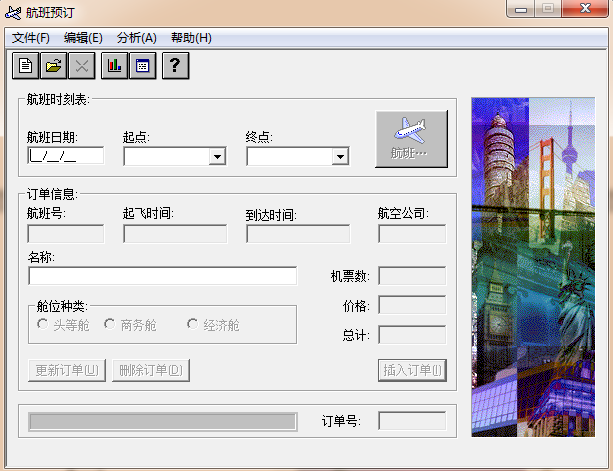 航班预订
文件(F) 编辑(E) 分析(A) 帮助(H)
?
航班时刻表:
航班日期: 起点: 终点:
__/__/__
航班…
订单信息:
航班号: 起飞时间: 到达时间: 航空公司:
名称:
机票数:
舱位种类:
价格:
头等舱 商务舱 经济舱
总计:
更新订单(U) 删除订单(D) 插入订单(I)
订单号: